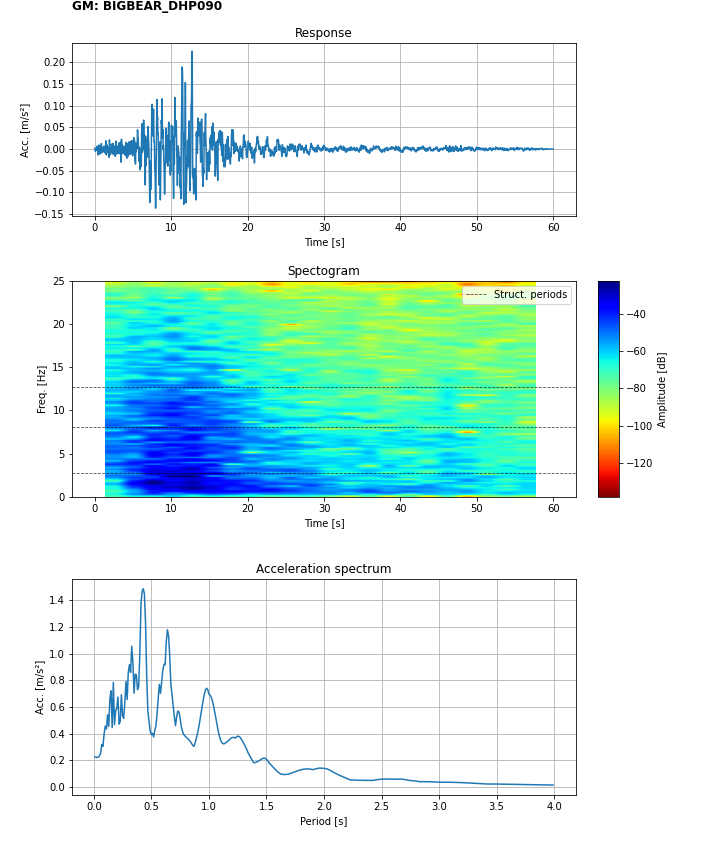 GM: BIGBEAR_DHP090
Response
Acc. [m/s²]
0.20
0.15
0.10
0.05
0.00
−0.05
−0.10
−0.15
0 10 20 30 40 50 60
Time [s]
Spectogram
Freq. [Hz]
25
20
15
10
5
0
Struct. periods
0 10 20 30 40 50 60
Time [s]
−40
−60
−80
−100
−120
Amplitude [dB]
Acceleration spectrum
Acc. [m/s²]
1.4
1.2
1.0
0.8
0.6
0.4
0.2
0.0
0.0 0.5 1.0 1.5 2.0 2.5 3.0 3.5 4.0
Period [s]